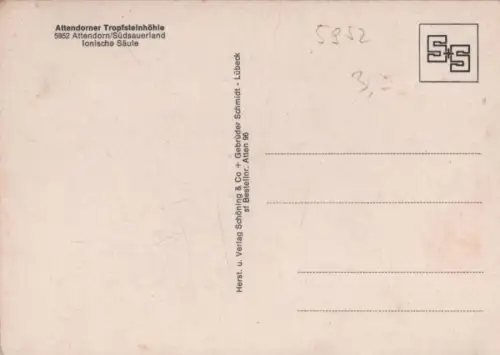 Attendorner Tropfsteinhöhle
5952 Attendorn/Südsauerland
Ionische Säule
5952
3,=
S+S
Herst. u. Verlag Schöning & Co + Gebrüder Schmidt - Lübeck
sf Bestellnr. Atten 96